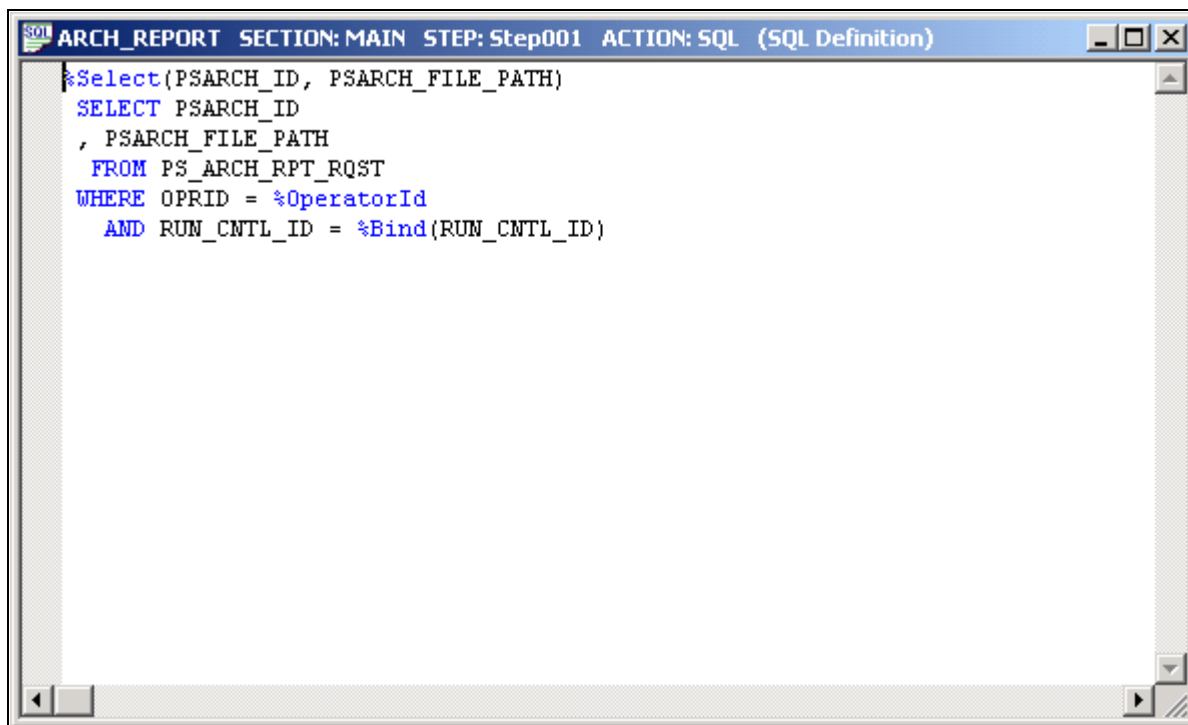 SQL
ARCH_REPORT SECTION: MAIN STEP: Step001 ACTION: SQL (SQL Definition)
%Select(PSARCH_ID, PSARCH_FILE_PATH)
SELECT PSARCH_ID
, PSARCH_FILE_PATH
FROM PS_ARCH_RPT_RQST
WHERE OPRID = %OperatorId
AND RUN_CNTL_ID = %Bind(RUN_CNTL_ID)